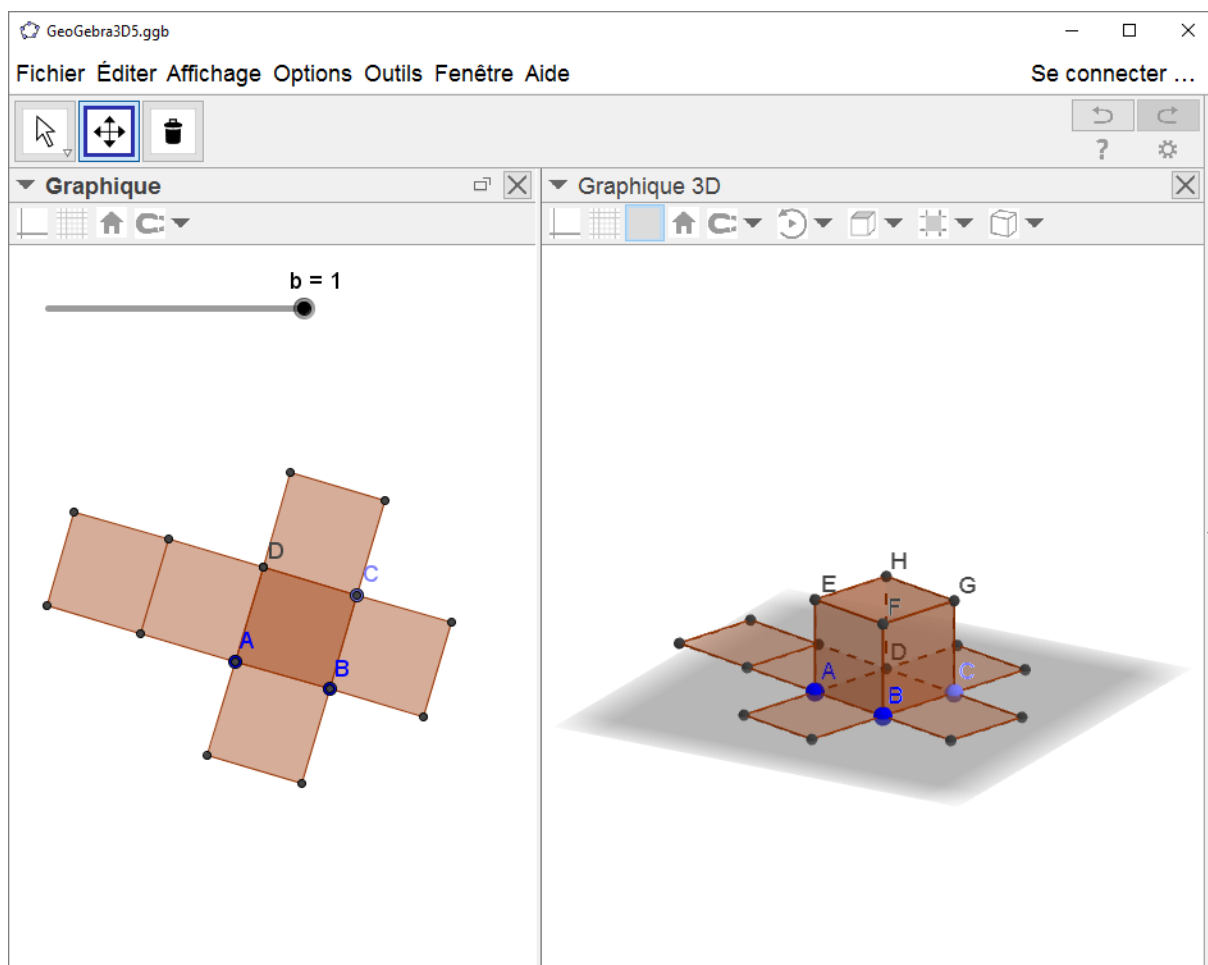 GeoGebra3D5.ggb
Fichier Éditer Affichage Options Outils Fenêtre Aide Se connecter ...
?
Graphique
Graphique 3D
b = 1
D
C
A
B
H
E
G
F
D
A
C
B